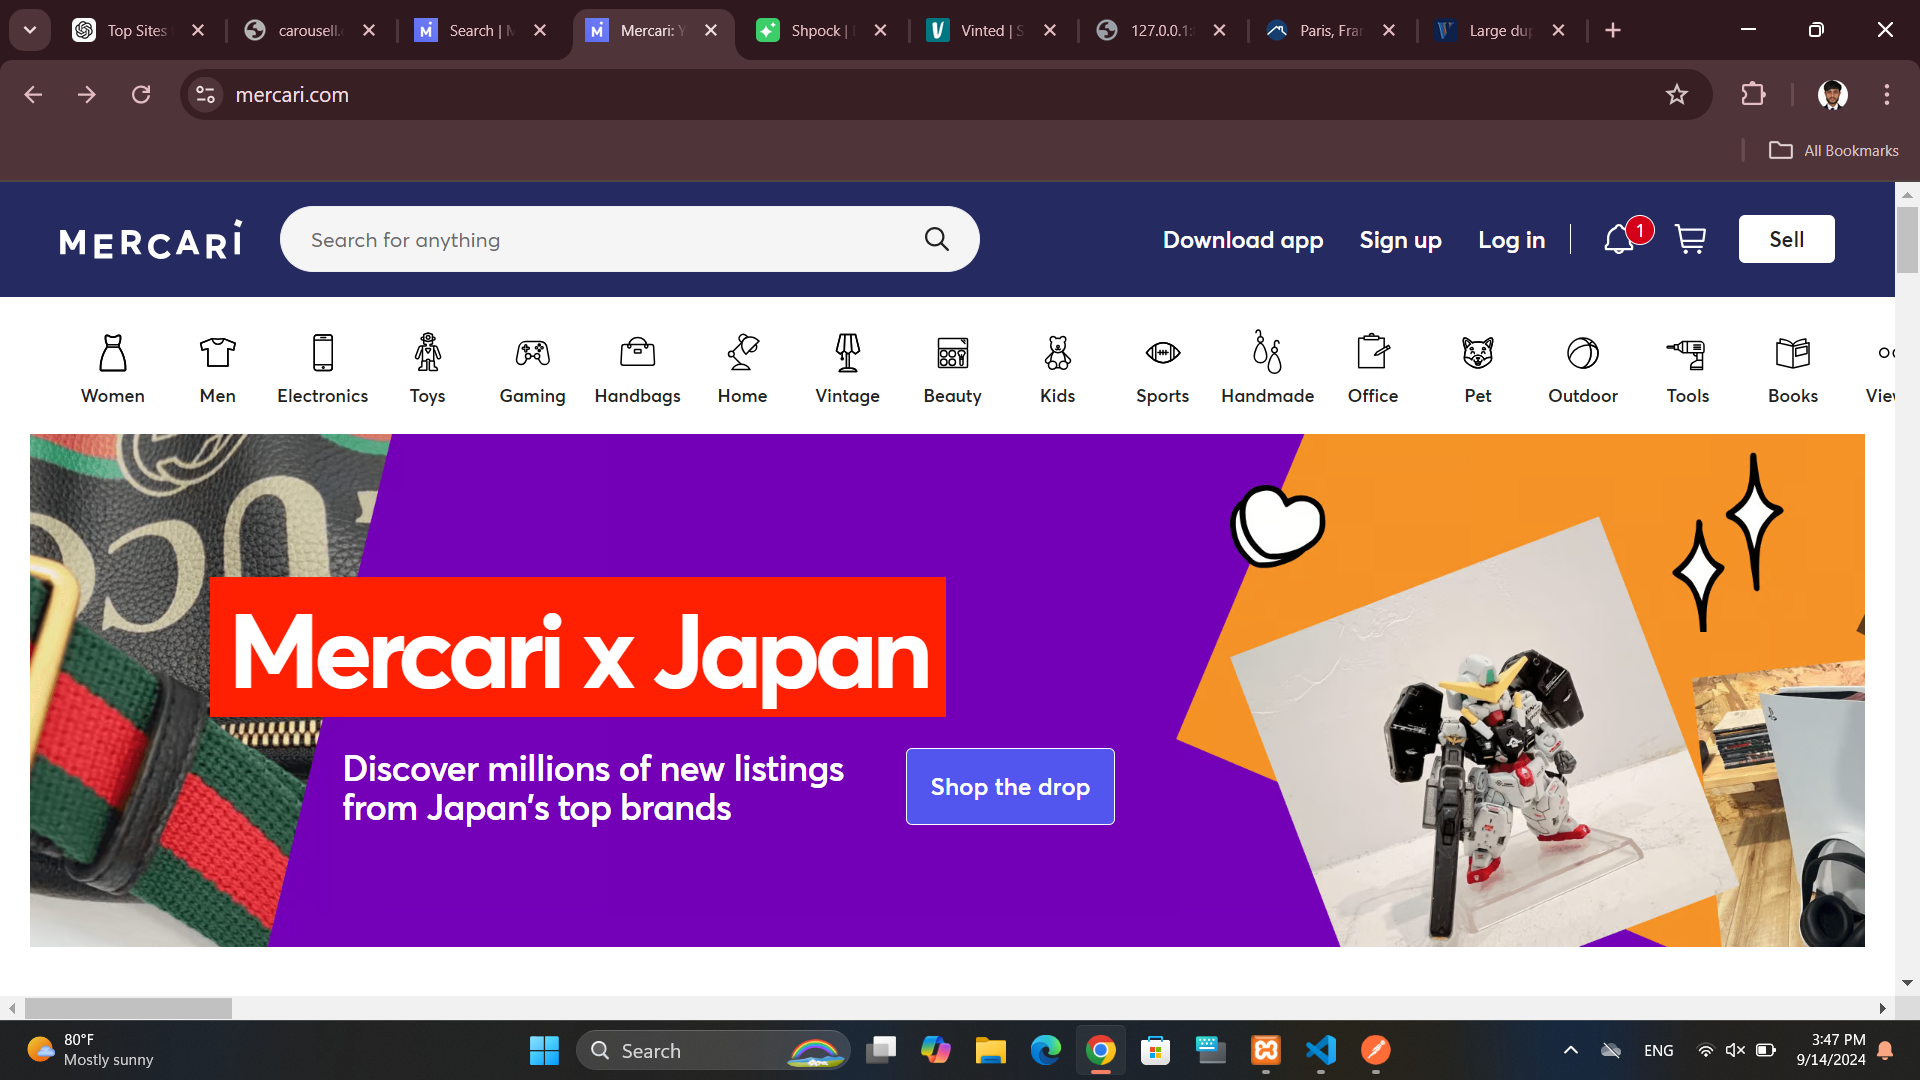 Top Sites
carousell.
Search | M
Mercari: Y
Shpock |
Vinted | S
127.0.0.1:
Paris, Fran
Large dup
mercari.com
All Bookmarks
MERCARI
Search for anything
Download app
Sign up
Log in
1
Sell
Women
Men
Electronics
Toys
Gaming
Handbags
Home
Vintage
Beauty
Kids
Sports
Handmade
Office
Pet
Outdoor
Tools
Books
View
Mercari x Japan
Discover millions of new listings
from Japan's top brands
Shop the drop
80°F
Mostly sunny
Search
ENG
3:47 PM
9/14/2024